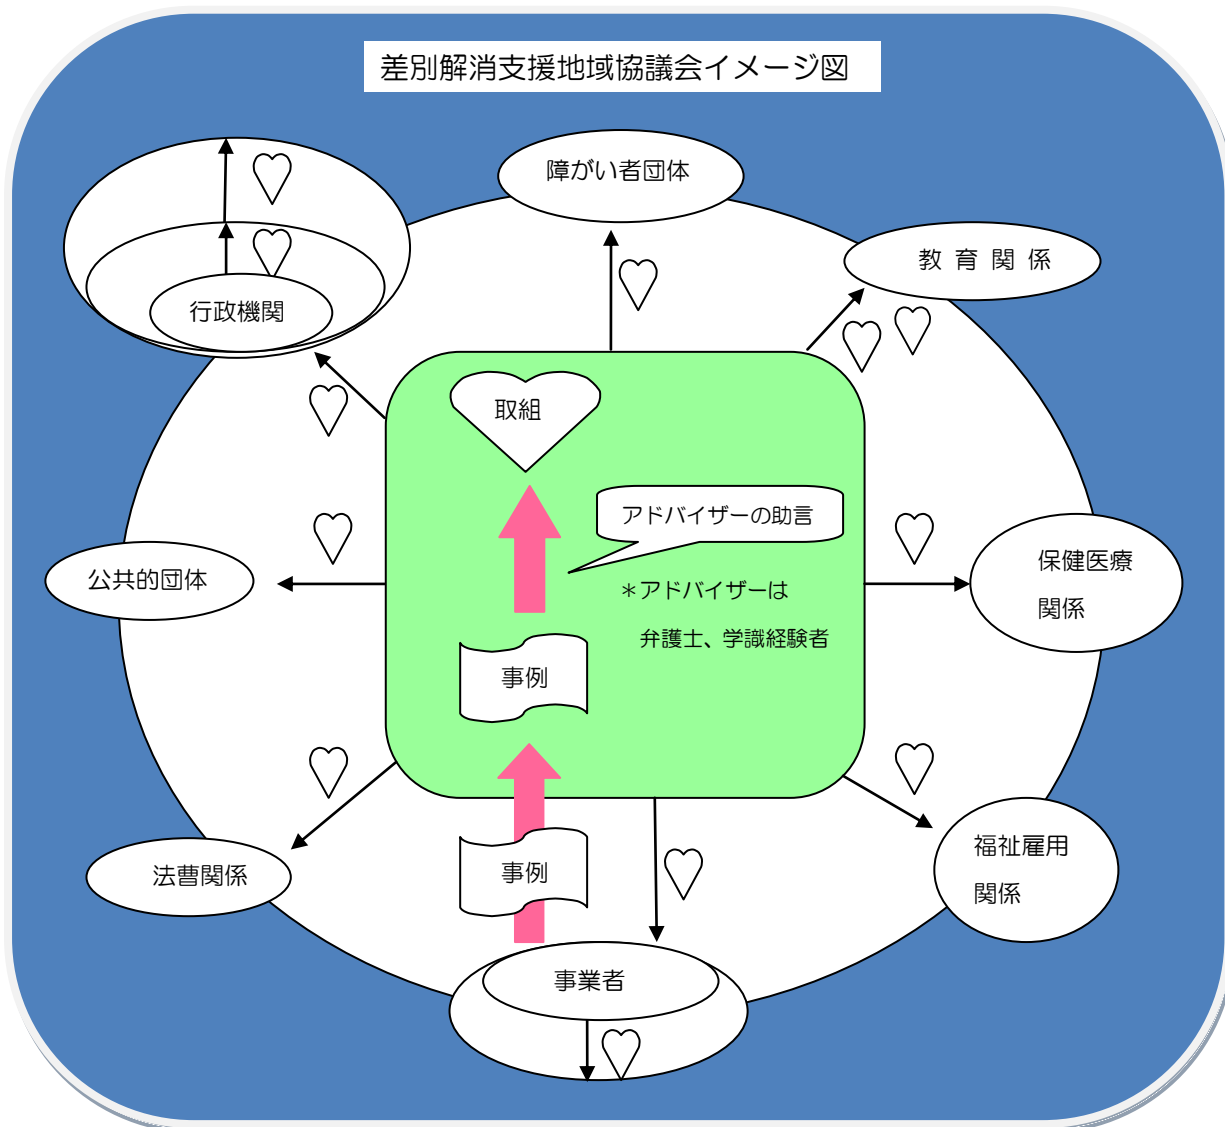 差別解消支援地域協議会イメージ図
障がい者団体
教育関係
行政機関
取組
アドバイザーの助言
公共的団体
保健医療
関係
＊アドバイザーは
弁護士、学識経験者
事例
福祉雇用
関係
法曹関係
事例
事業者